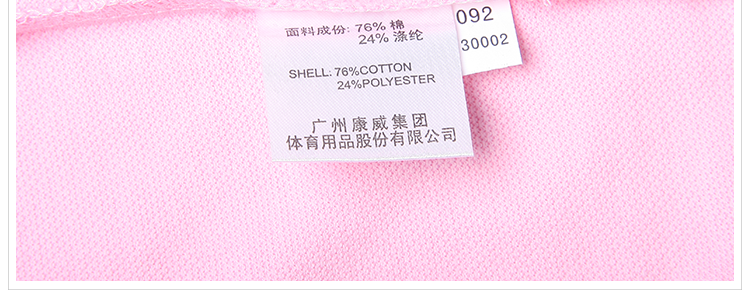 面料成份: 76% 棉
24% 涤纶
092
30002
SHELL: 76%COTTON
24%POLYESTER
广州康威集团
体育用品股份有限公司